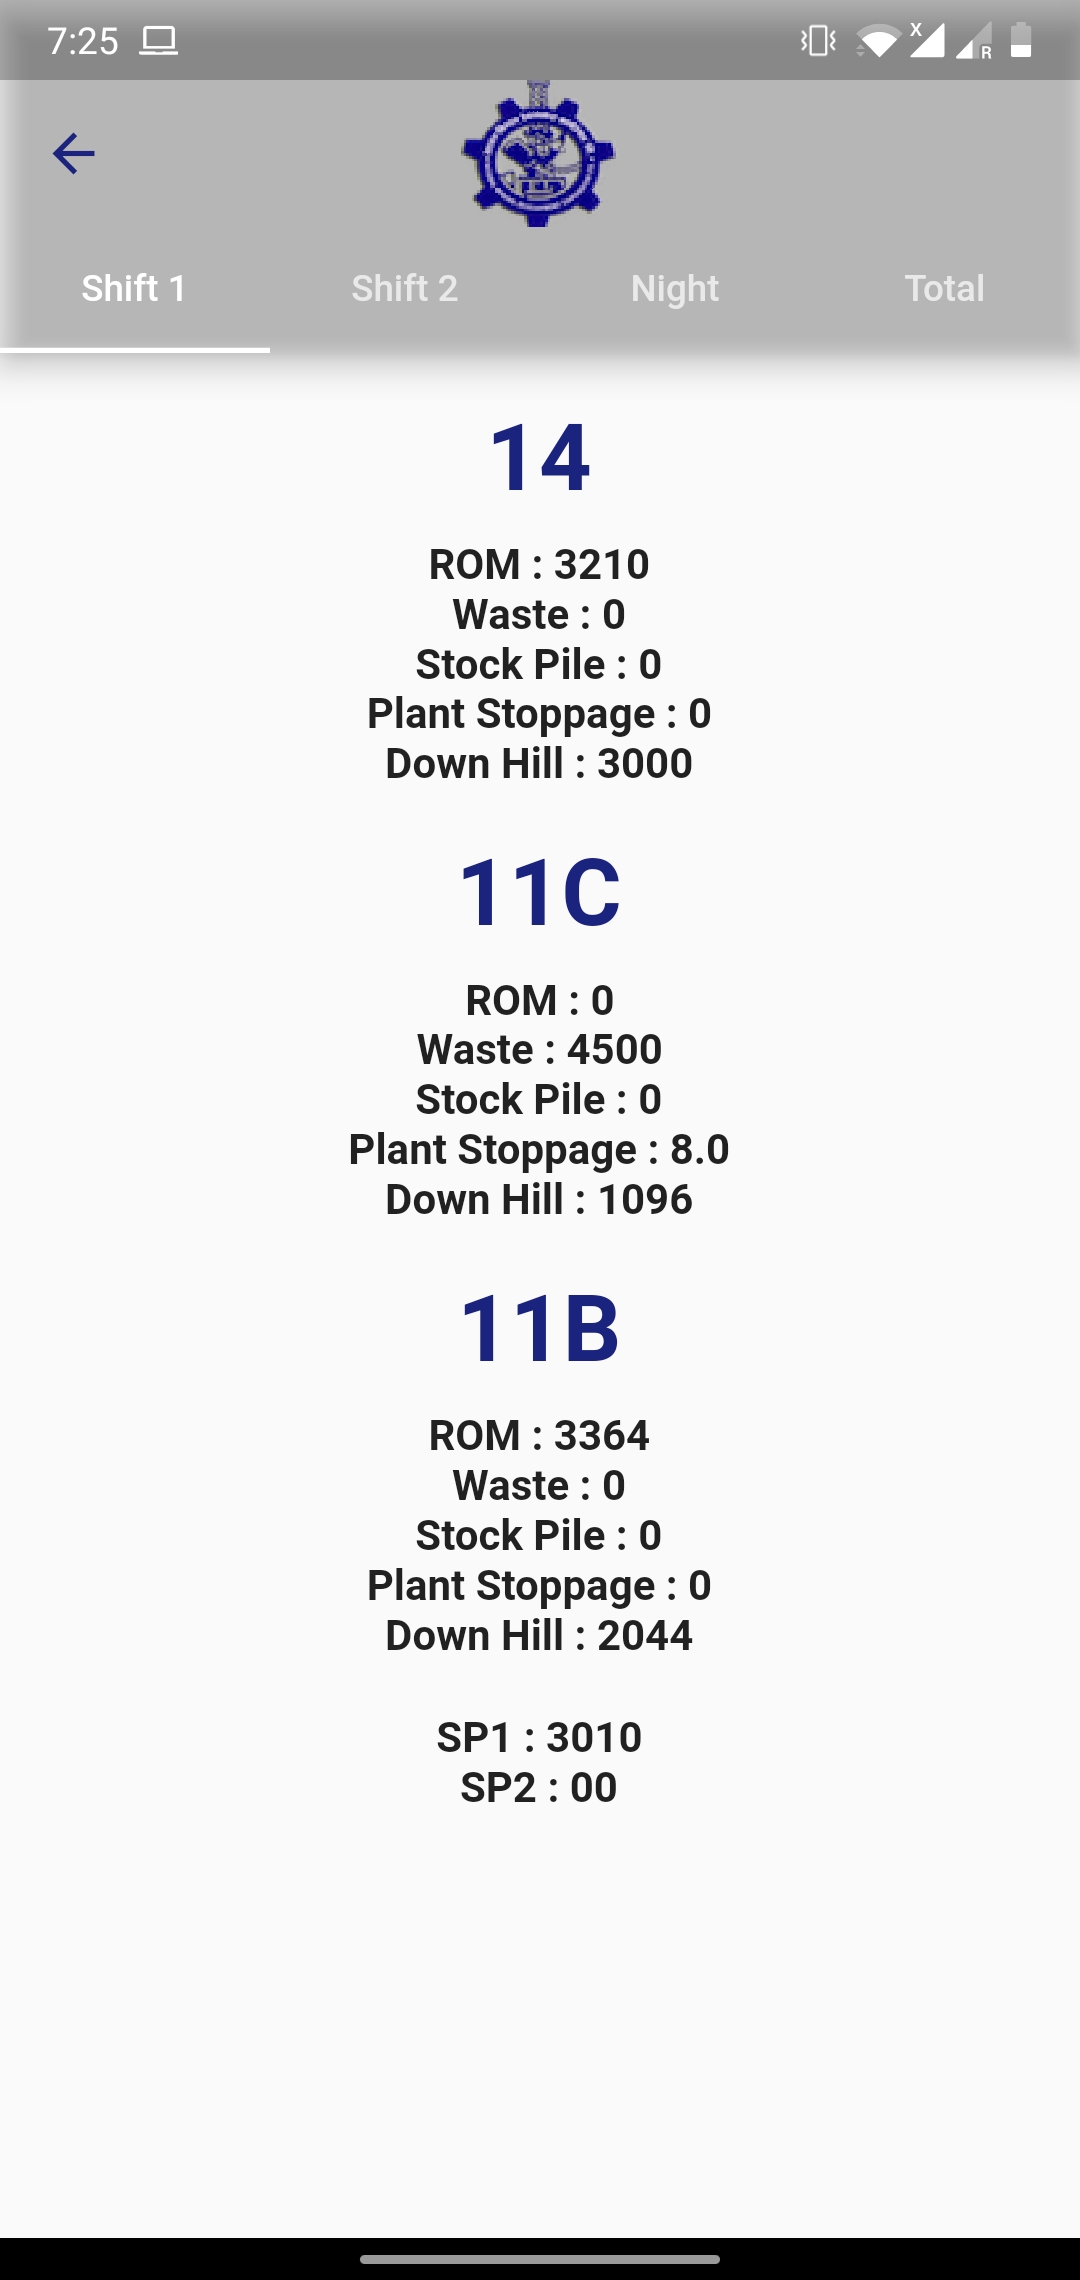 7:25
X
R
Shift 1 Shift 2 Night Total
14
ROM : 3210
Waste : 0
Stock Pile : 0
Plant Stoppage : 0
Down Hill : 3000
11C
ROM : 0
Waste : 4500
Stock Pile : 0
Plant Stoppage : 8.0
Down Hill : 1096
11B
ROM : 3364
Waste : 0
Stock Pile : 0
Plant Stoppage : 0
Down Hill : 2044
SP1 : 3010
SP2 : 00